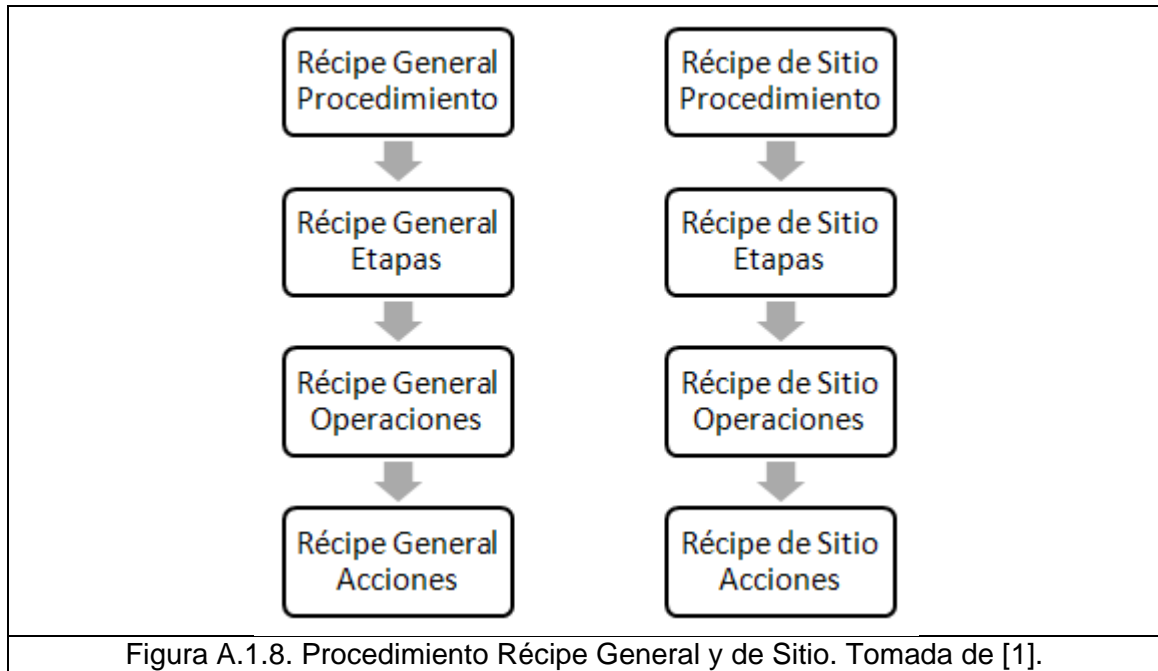 Récipe General
Procedimiento
Récipe General
Etapas
Récipe General
Operaciones
Récipe General
Acciones
Récipe de Sitio
Procedimiento
Récipe de Sitio
Etapas
Récipe de Sitio
Operaciones
Récipe de Sitio
Acciones
Figura A.1.8. Procedimiento Récipe General y de Sitio. Tomada de [1].